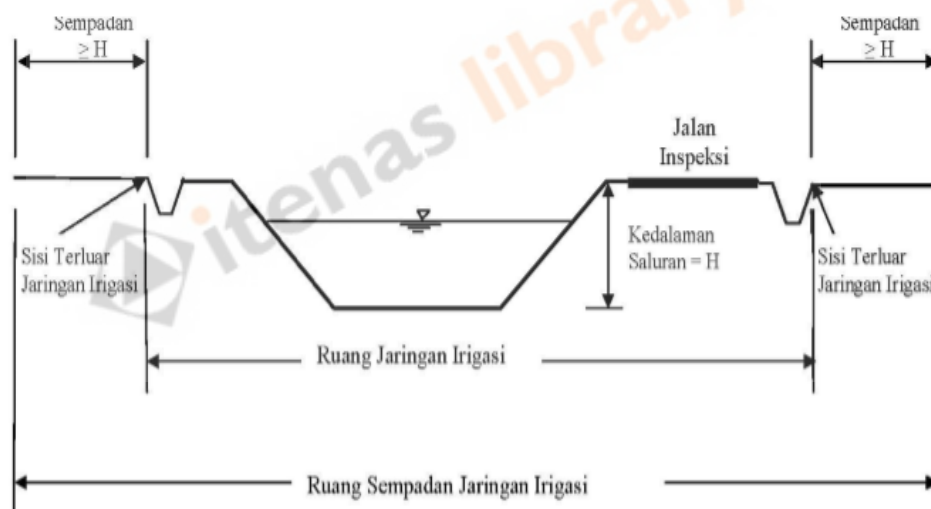 Sempadan
≥ H
Sempadan
≥ H
itenas library
Jalan
Inspeksi
Sisi Terluar
Jaringan Irigasi
Kedalaman
Saluran = H
Sisi Terluar
Jaringan Irigasi
Ruang Jaringan Irigasi
Ruang Sempadan Jaringan Irigasi